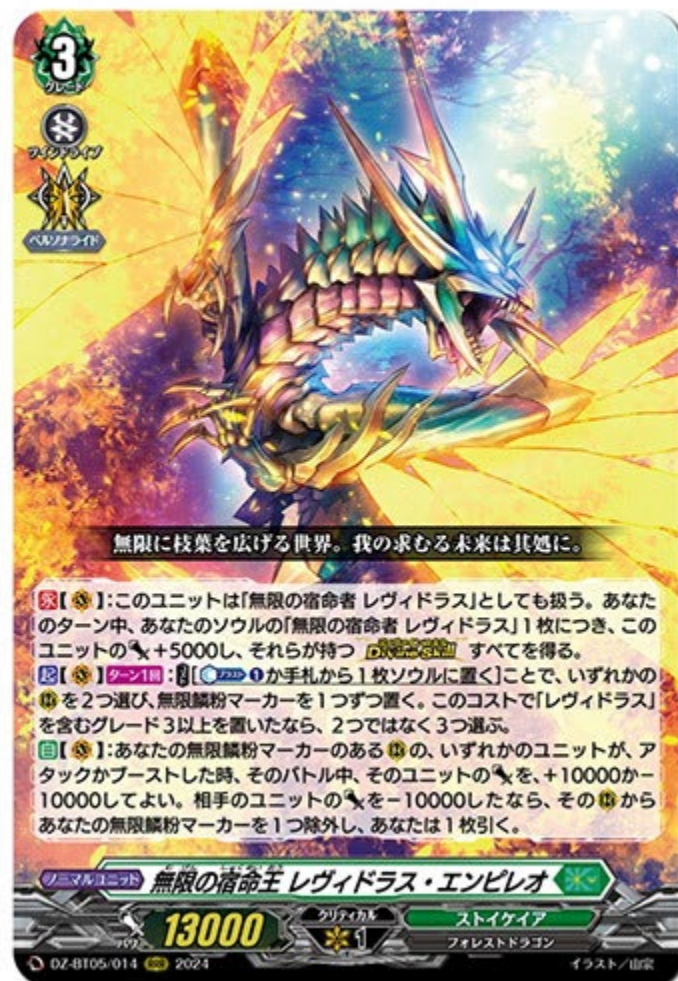 3
グレード
ツインドライブ
ペルソナライド
無限に枝葉を広げる世界。我の求むる未来は其処に。
永【】:このユニットは「無限の宿命者 レヴィドラス」としても扱う。あなた
のターン中、あなたのソウルの「無限の宿命者 レヴィドラス」1枚につき、この
ユニットの+5000し、それらが持つ Divine Skill すべてを得る。
起【】ターン1回:[ブラスト1か手札から1枚ソウルに置く]ことで、いずれかの
を2つ選び、無限鱗粉マーカーを1つずつ置く。このコストで「レヴィドラス」
を含むグレード3以上を置いたなら、2つではなく3つ選ぶ。
自【】:あなたの無限鱗粉マーカーのあるの、いずれかのユニットが、ア
タックかブーストした時、そのバトル中、そのユニットのを、+10000か-
10000してよい。相手のユニットのを-10000したなら、そのから
あなたの無限鱗粉マーカーを1つ除外し、あなたは1枚引く。
ノーマルユニット 無限の宿命王 レヴィドラス・エンピレオ
パワー 13000 クリティカル 1 ストイケイア
フォレストドラゴン
DZ-BT05/014 RRR 2024 イラスト/山宗